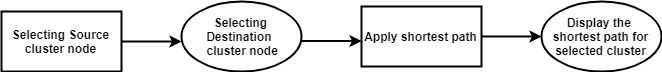 Selecting Source
cluster node
Selecting
Destination
cluster node
Apply shortest path
Display the
shortest path for
selected cluster